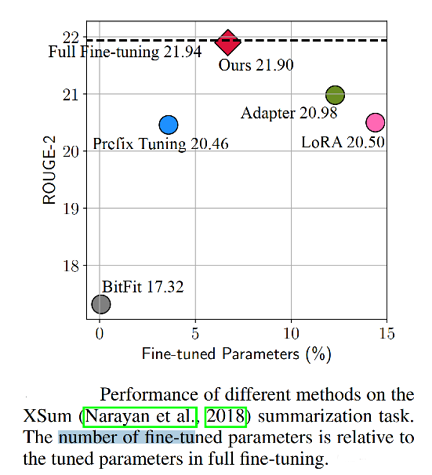 22
Full Fine-tuning 21.94
Ours 21.90
21
Adapter 20.98
Prefix Tuning 20.46
LoRA 20.50
20
ROUGE-2
19
18
BitFit 17.32
0 5 10 15
Fine-tuned Parameters (%)
Performance of different methods on the
XSum (Narayan et al., 2018) summarization task.
The number of fine-tuned parameters is relative to
the tuned parameters in full fine-tuning.